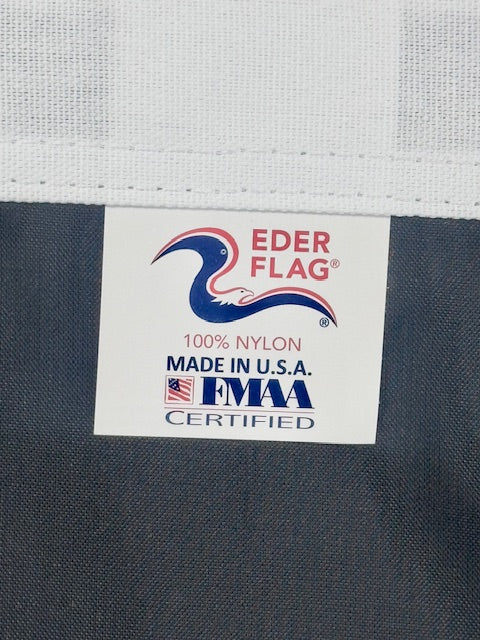 EDER
FLAG®
®
100% NYLON
MADE IN U.S.A.
FMAA
CERTIFIED